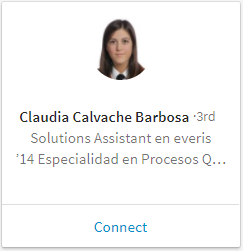 Claudia Calvache Barbosa ·3rd
Solutions Assistant en everis
'14 Especialidad en Procesos Q…
Connect